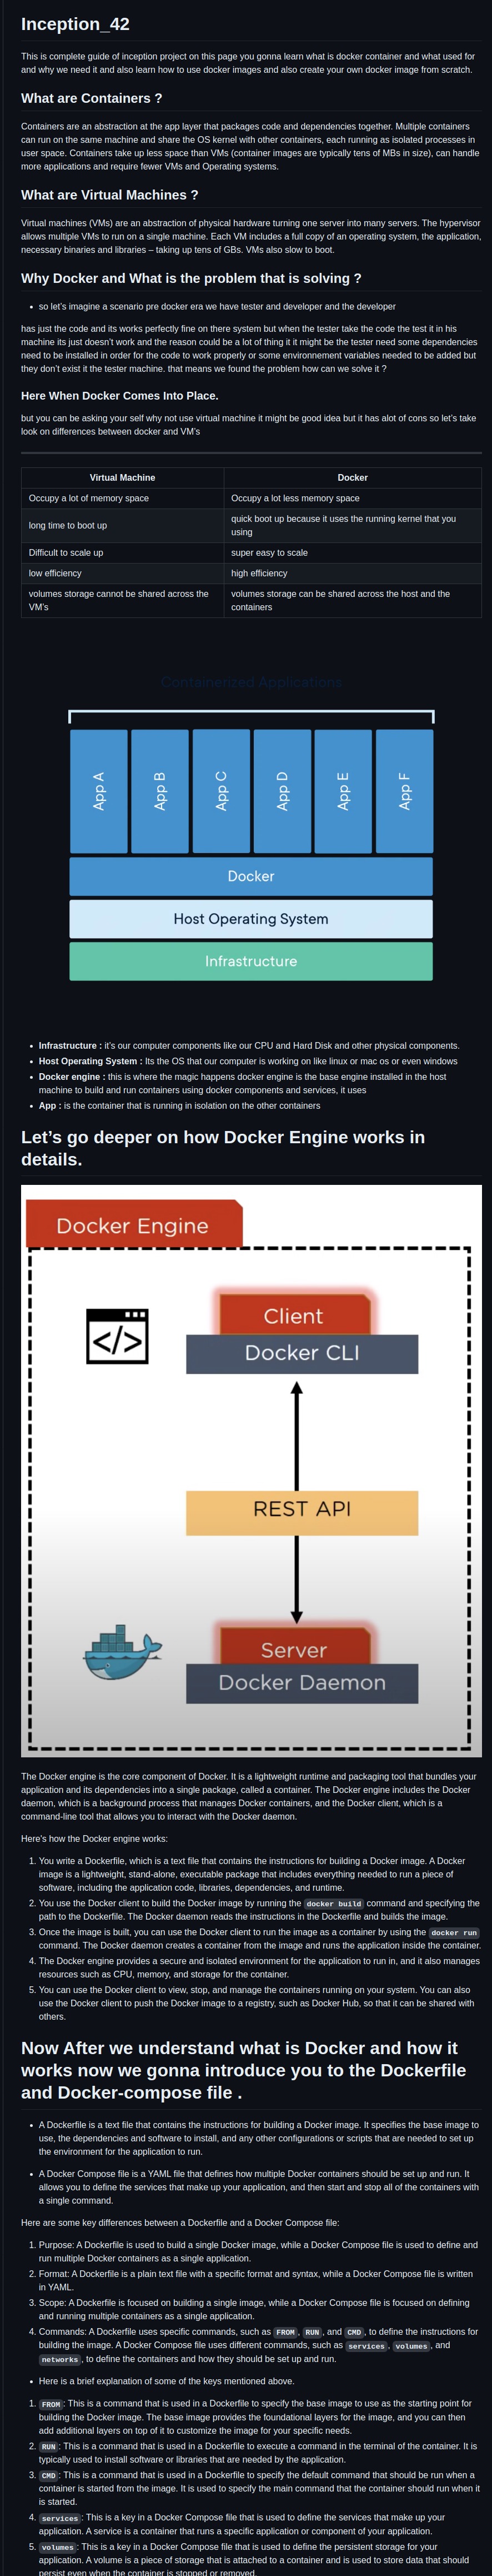 Inception_42
This is complete guide of inception project on this page you gonna learn what is docker container and what used for
and why we need it and also learn how to use docker images and also create your own docker image from scratch.
What are Containers ?
Containers are an abstraction at the app layer that packages code and dependencies together. Multiple containers
can run on the same machine and share the OS kernel with other containers, each running as isolated processes in
user space. Containers take up less space than VMs (container images are typically tens of MBs in size), can handle
more applications and require fewer VMs and Operating systems.
What are Virtual Machines ?
Virtual machines (VMs) are an abstraction of physical hardware turning one server into many servers. The hypervisor
allows multiple VMs to run on a single machine. Each VM includes a full copy of an operating system, the application,
necessary binaries and libraries – taking up tens of GBs. VMs also slow to boot.
Why Docker and What is the problem that is solving ?
• so let's imagine a scenario pre docker era we have tester and developer and the developer
has just the code and its works perfectly fine on there system but when the tester take the code the test it in his
machine its just doesn't work and the reason could be a lot of thing it it might be the tester need some dependencies
need to be installed in order for the code to work properly or some environnement variables needed to be added but
they don't exist it the tester machine. that means we found the problem how can we solve it ?
Here When Docker Comes Into Place.
but you can be asking your self why not use virtual machine it might be good idea but it has alot of cons so let's take
look on differences between docker and VM's
Virtual Machine Docker
Occupy a lot of memory space Occupy a lot less memory space
long time to boot up quick boot up because it uses the running kernel that you
using
Difficult to scale up super easy to scale
low efficiency high efficiency
volumes storage cannot be shared across the volumes storage can be shared across the host and the
VM's containers
Containerized Applications
App A App B App C App D App E App F
Docker
Host Operating System
Infrastructure
• Infrastructure : it's our computer components like our CPU and Hard Disk and other physical components.
• Host Operating System : Its the OS that our computer is working on like linux or mac os or even windows
• Docker engine : this is where the magic happens docker engine is the base engine installed in the host
machine to build and run containers using docker components and services, it uses
• App : is the container that is running in isolation on the other containers
Let's go deeper on how Docker Engine works in
details.
Docker Engine
Client
</>
Docker CLI
REST API
Server
Docker Daemon
The Docker engine is the core component of Docker. It is a lightweight runtime and packaging tool that bundles your
application and its dependencies into a single package, called a container. The Docker engine includes the Docker
daemon, which is a background process that manages Docker containers, and the Docker client, which is a
command-line tool that allows you to interact with the Docker daemon.
Here's how the Docker engine works:
1. You write a Dockerfile, which is a text file that contains the instructions for building a Docker image. A Docker
image is a lightweight, stand-alone, executable package that includes everything needed to run a piece of
software, including the application code, libraries, dependencies, and runtime.
2. You use the Docker client to build the Docker image by running the docker build command and specifying the
path to the Dockerfile. The Docker daemon reads the instructions in the Dockerfile and builds the image.
3. Once the image is built, you can use the Docker client to run the image as a container by using the docker run
command. The Docker daemon creates a container from the image and runs the application inside the container.
4. The Docker engine provides a secure and isolated environment for the application to run in, and it also manages
resources such as CPU, memory, and storage for the container.
5. You can use the Docker client to view, stop, and manage the containers running on your system. You can also
use the Docker client to push the Docker image to a registry, such as Docker Hub, so that it can be shared with
others.
Now After we understand what is Docker and how it
works now we gonna introduce you to the Dockerfile
and Docker-compose file .
• A Dockerfile is a text file that contains the instructions for building a Docker image. It specifies the base image to
use, the dependencies and software to install, and any other configurations or scripts that are needed to set up
the environment for the application to run.
• A Docker Compose file is a YAML file that defines how multiple Docker containers should be set up and run. It
allows you to define the services that make up your application, and then start and stop all of the containers with
a single command.
Here are some key differences between a Dockerfile and a Docker Compose file:
1. Purpose: A Dockerfile is used to build a single Docker image, while a Docker Compose file is used to define and
run multiple Docker containers as a single application.
2. Format: A Dockerfile is a plain text file with a specific format and syntax, while a Docker Compose file is written
in YAML.
3. Scope: A Dockerfile is focused on building a single image, while a Docker Compose file is focused on defining
and running multiple containers as a single application.
4. Commands: A Dockerfile uses specific commands, such as FROM, RUN, and CMD, to define the instructions for
building the image. A Docker Compose file uses different commands, such as services, volumes, and
networks, to define the containers and how they should be set up and run.
• Here is a brief explanation of some of the keys mentioned above.
1. FROM: This is a command that is used in a Dockerfile to specify the base image to use as the starting point for
building the Docker image. The base image provides the foundational layers for the image, and you can then
add additional layers on top of it to customize the image for your specific needs.
2. RUN: This is a command that is used in a Dockerfile to execute a command in the terminal of the container. It is
typically used to install software or libraries that are needed by the application.
3. CMD: This is a command that is used in a Dockerfile to specify the default command that should be run when a
container is started from the image. It is used to specify the main command that the container should run when it
is started.
4. services: This is a key in a Docker Compose file that is used to define the services that make up your
application. A service is a container that runs a specific application or component of your application.
5. volumes: This is a key in a Docker Compose file that is used to define the persistent storage for your
application. A volume is a piece of storage that is attached to a container and is used to store data that should
persist even when the container is stopped or removed.